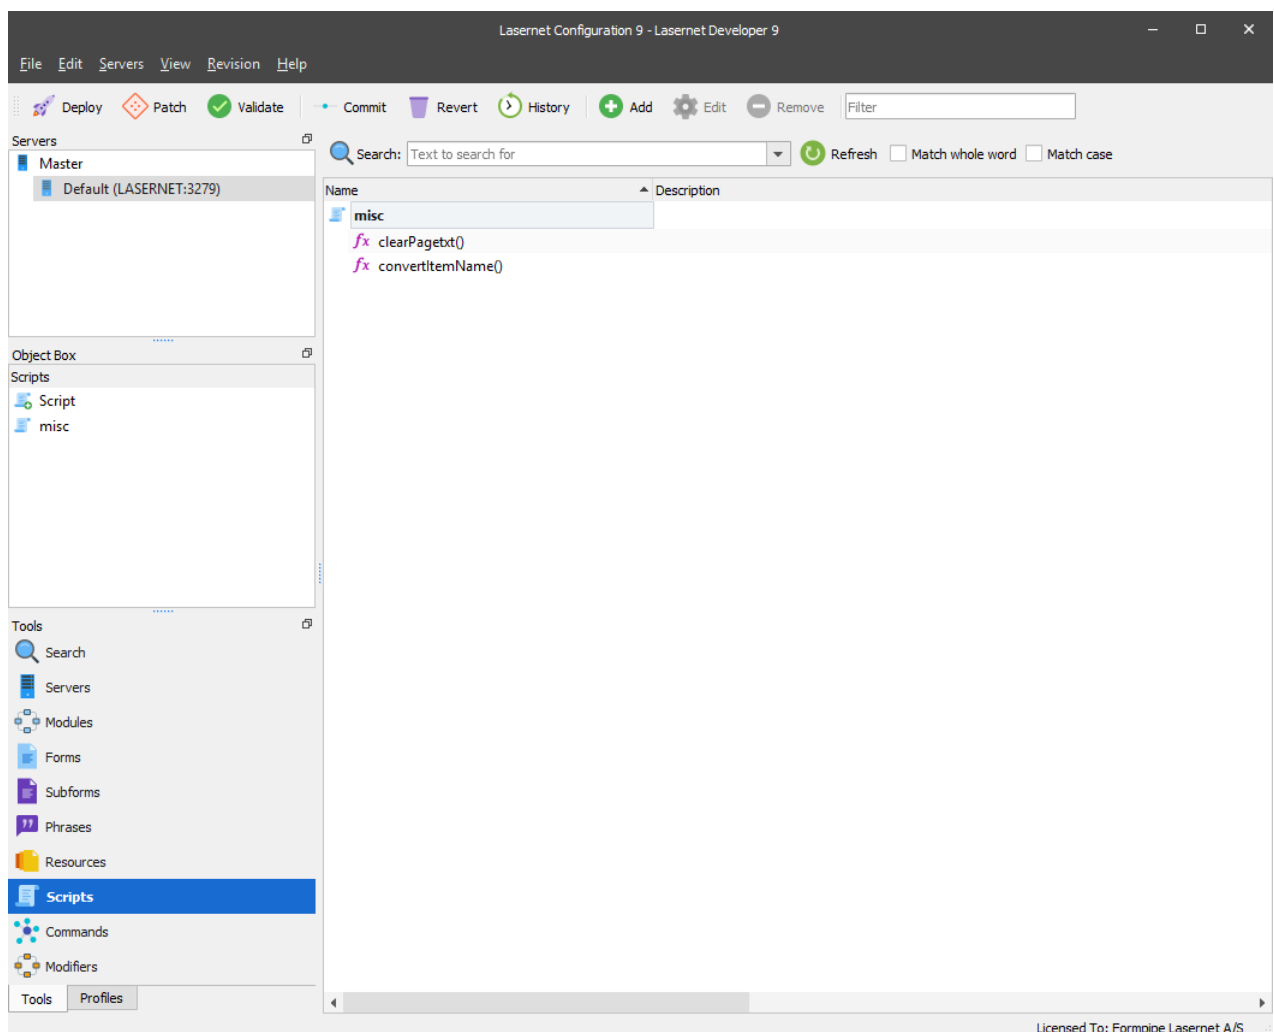 Lasernet Configuration 9 - Lasernet Developer 9
File Edit Servers View Revision Help
Deploy Patch Validate Commit Revert History Add Edit Remove Filter
Servers
Master
Default (LASERNET:3279)
Search: Text to search for Refresh Match whole word Match case
Name Description
misc
clearPagetxt()
convertItemName()
Object Box
Scripts
Script
misc
Tools
Search
Servers
Modules
Forms
Subforms
Phrases
Resources
Scripts
Commands
Modifiers
Tools Profiles
Licensed To: Formpipe Lasernet A/S